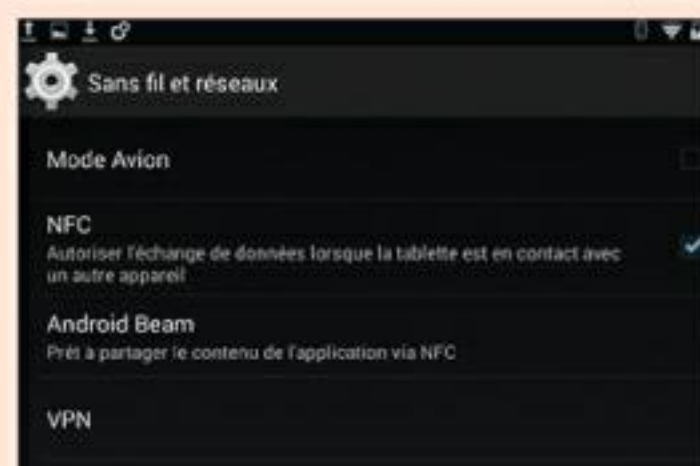 Sans fil et réseaux
Mode Avion
NFC
Autoriser l'échange de données lorsque la tablette est en contact avec
un autre appareil
Android Beam
Prêt à partager le contenu de l'application via NFC
VPN